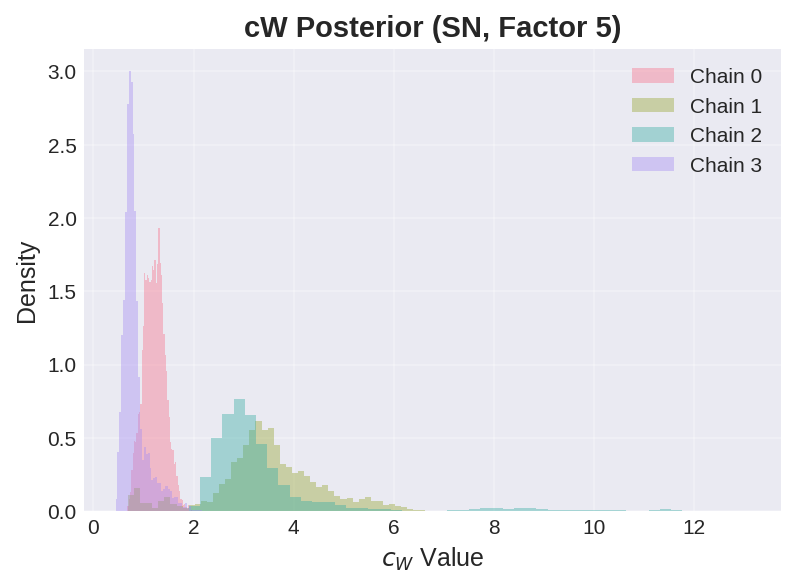 cW Posterior (SN, Factor 5)
Chain 0
Chain 1
Chain 2
Chain 3
Density
3.0
2.5
2.0
1.5
1.0
0.5
0.0
0 2 4 6 8 10 12
c_W Value